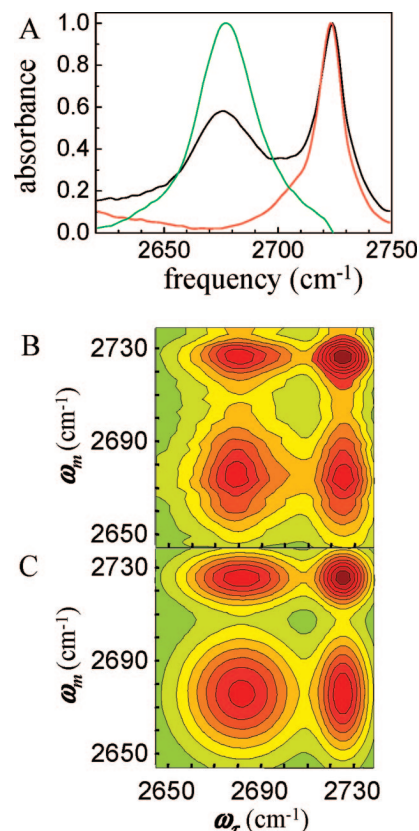 A
absorbance
1.0
0.8
0.6
0.4
0.2
0.0
2650 2700 2750
frequency (cm-1)
B
ωm (cm-1)
2730
2690
2650
C
ωm (cm-1)
2730
2690
2650
2650 2690 2730
ωτ (cm-1)